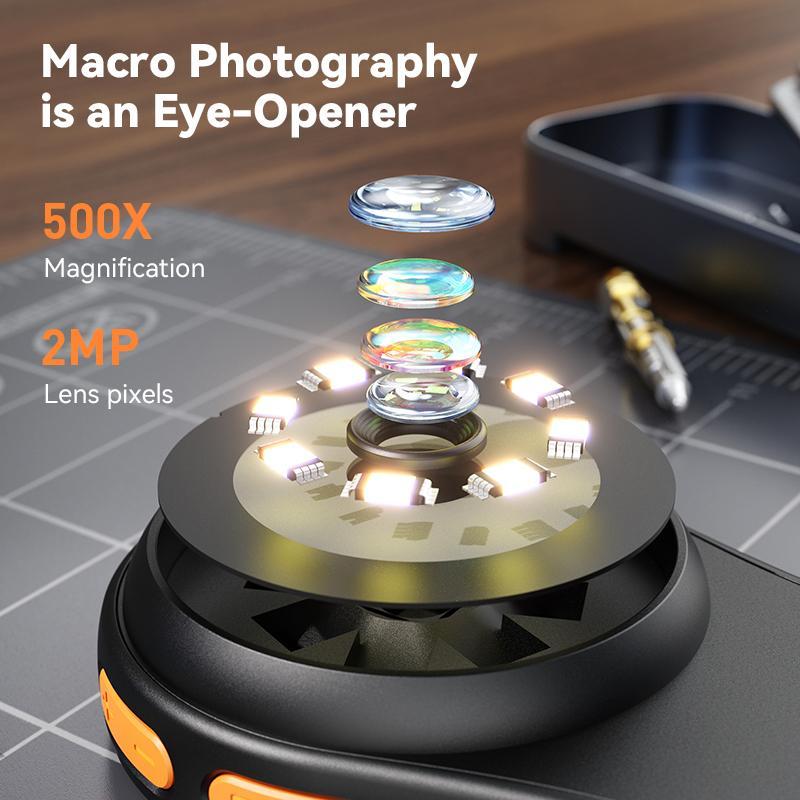 Macro Photography
is an Eye-Opener
500X
Magnification
2MP
Lens pixels